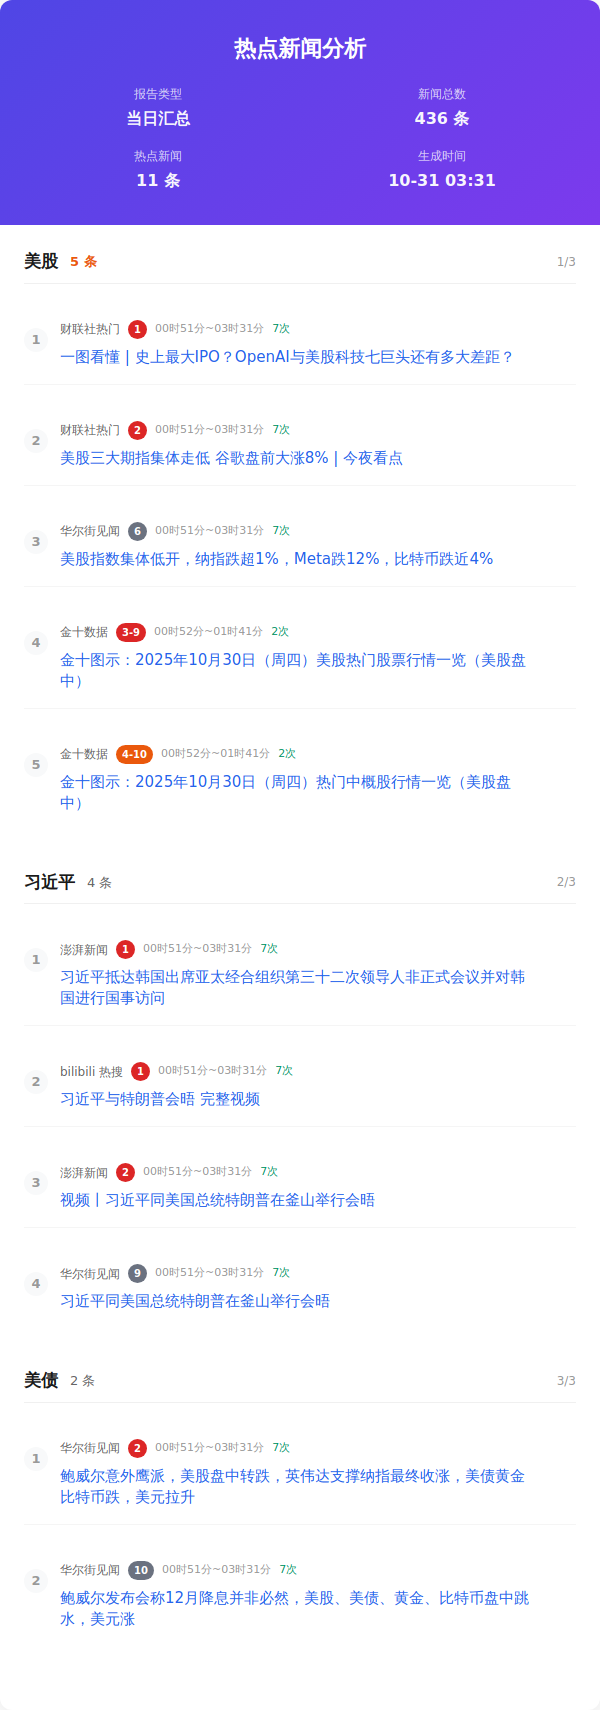 热点新闻分析
报告类型
新闻总数
当日汇总
436 条
热点新闻
生成时间
11 条
10-31 03:31
美股 5 条 1/3
1 财联社热门 1 00时51分~03时31分 7次
一图看懂 | 史上最大IPO？OpenAI与美股科技七巨头还有多大差距？
2 财联社热门 2 00时51分~03时31分 7次
美股三大期指集体走低 谷歌盘前大涨8% | 今夜看点
3 华尔街见闻 6 00时51分~03时31分 7次
美股指数集体低开，纳指跌超1%，Meta跌12%，比特币跌近4%
4 金十数据 3-9 00时52分~01时41分 2次
金十图示：2025年10月30日（周四）美股热门股票行情一览（美股盘
中）
5 金十数据 4-10 00时52分~01时41分 2次
金十图示：2025年10月30日（周四）热门中概股行情一览（美股盘
中）
习近平 4 条 2/3
1 澎湃新闻 1 00时51分~03时31分 7次
习近平抵达韩国出席亚太经合组织第三十二次领导人非正式会议并对韩
国进行国事访问
2 bilibili 热搜 1 00时51分~03时31分 7次
习近平与特朗普会晤 完整视频
3 澎湃新闻 2 00时51分~03时31分 7次
视频丨习近平同美国总统特朗普在釜山举行会晤
4 华尔街见闻 9 00时51分~03时31分 7次
习近平同美国总统特朗普在釜山举行会晤
美债 2 条 3/3
1 华尔街见闻 2 00时51分~03时31分 7次
鲍威尔意外鹰派，美股盘中转跌，英伟达支撑纳指最终收涨，美债黄金
比特币跌，美元拉升
2 华尔街见闻 10 00时51分~03时31分 7次
鲍威尔发布会称12月降息并非必然，美股、美债、黄金、比特币盘中跳
水，美元涨